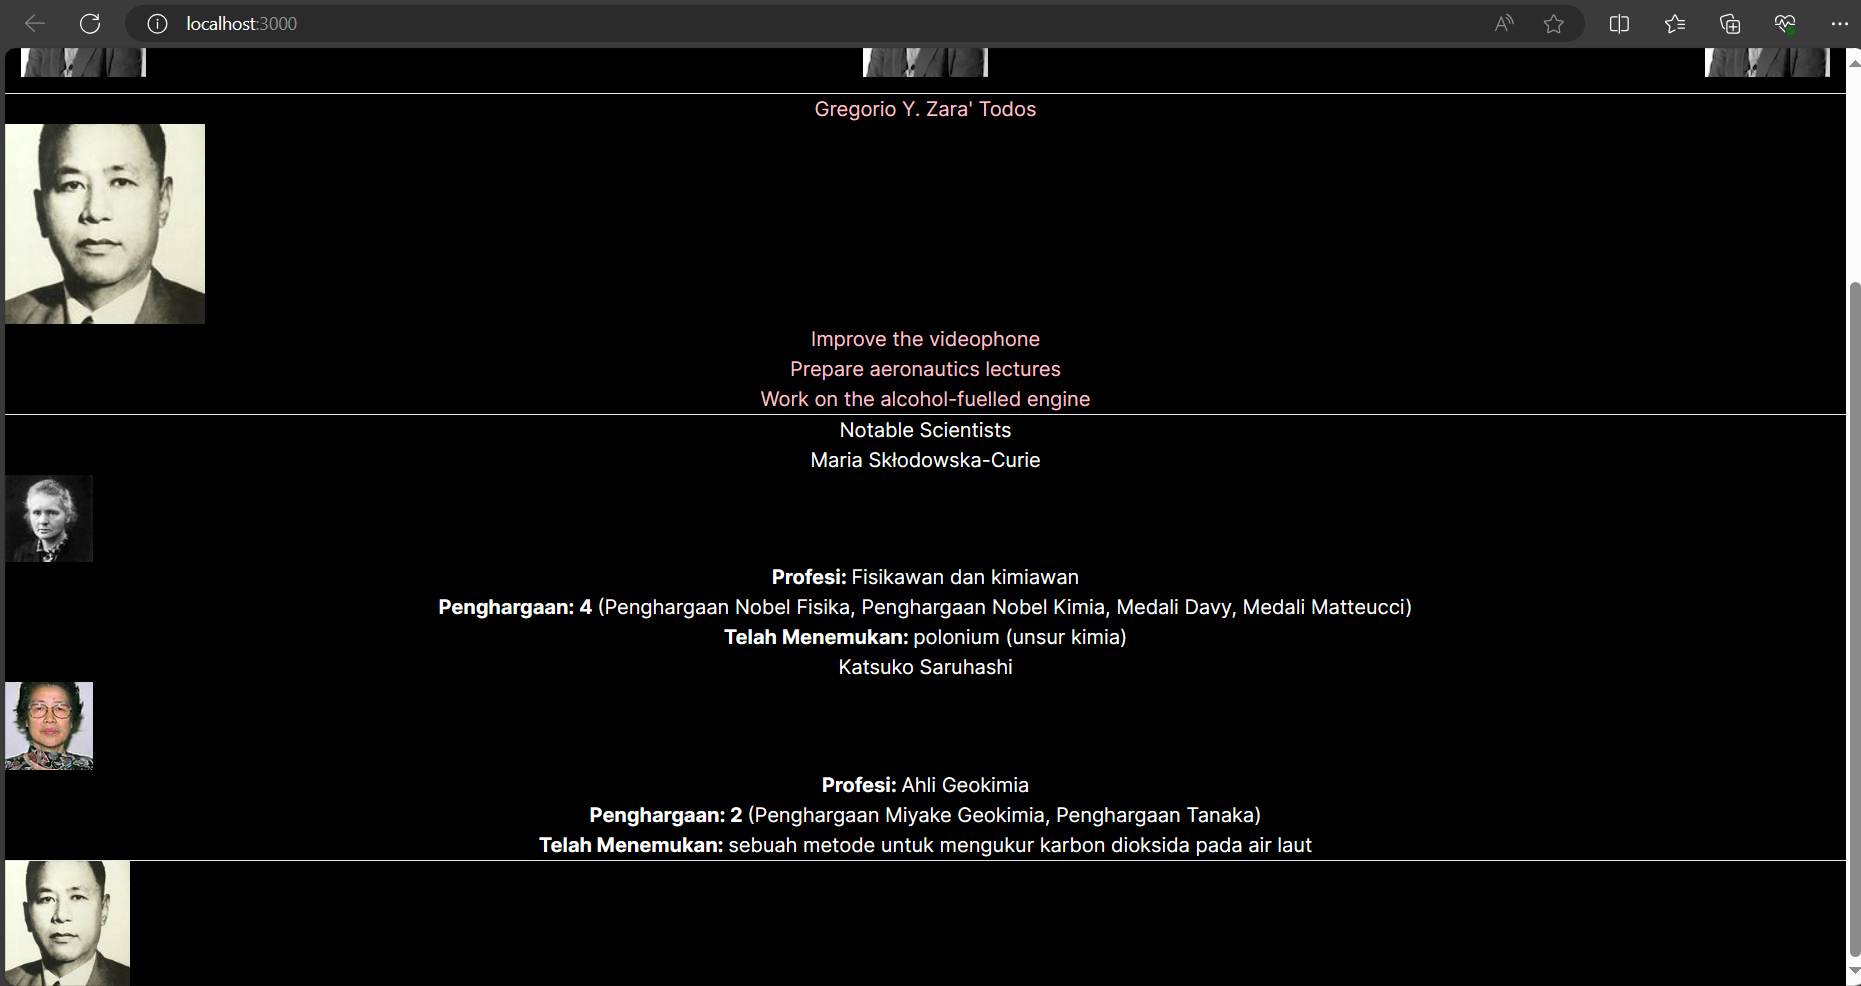 localhost:3000
Gregorio Y. Zara' Todos
Improve the videophone
Prepare aeronautics lectures
Work on the alcohol-fuelled engine
Notable Scientists
Maria Skłodowska-Curie
Profesi: Fisikawan dan kimiawan
Penghargaan: 4 (Penghargaan Nobel Fisika, Penghargaan Nobel Kimia, Medali Davy, Medali Matteucci)
Telah Menemukan: polonium (unsur kimia)
Katsuko Saruhashi
Profesi: Ahli Geokimia
Penghargaan: 2 (Penghargaan Miyake Geokimia, Penghargaan Tanaka)
Telah Menemukan: sebuah metode untuk mengukur karbon dioksida pada air laut